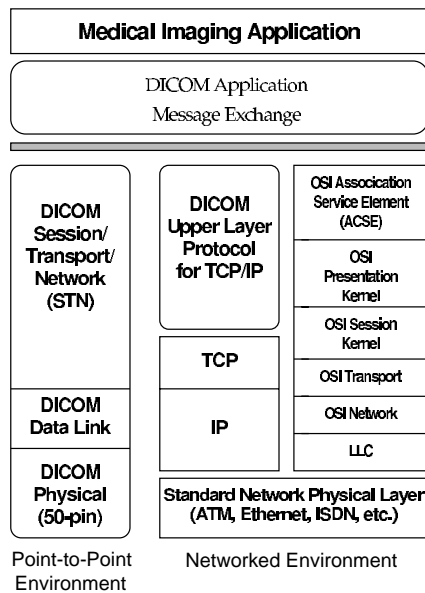 Medical Imaging Application
DICOM Application
Message Exchange
DICOM
Session/
Transport/
Network
(STN)
DICOM
Data Link
DICOM
Physical
(50-pin)
Point-to-Point
Environment
DICOM
Upper Layer
Protocol
for TCP/IP
TCP
IP
OSI Assocication
Service Element
(ACSE)
OSI
Presentation
Kernel
OSI Session
Kernel
OSI Transport
OSI Network
LLC
Standard Network Physical Layer
(ATM, Ethernet, ISDN, etc.)
Networked Environment